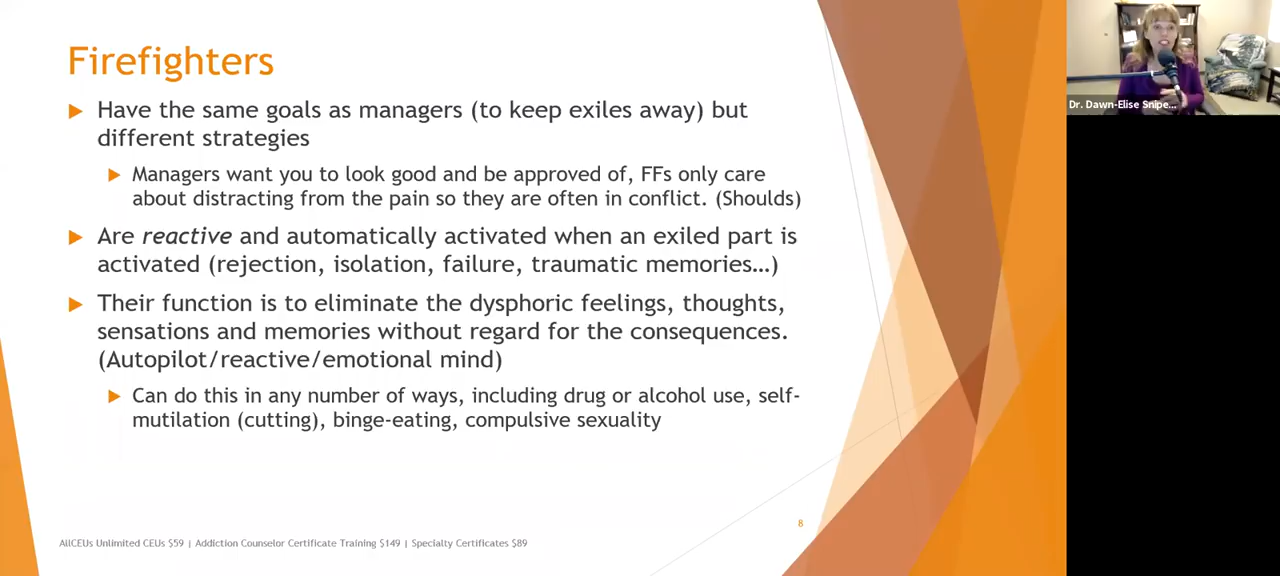 Firefighters
Have the same goals as managers (to keep exiles away) but
different strategies
Managers want you to look good and be approved of, FFs only care
about distracting from the pain so they are often in conflict. (Shoulds)
Are reactive and automatically activated when an exiled part is
activated (rejection, isolation, failure, traumatic memories…)
Their function is to eliminate the dysphoric feelings, thoughts,
sensations and memories without regard for the consequences.
(Autopilot/reactive/emotional mind)
Can do this in any number of ways, including drug or alcohol use, self-
mutilation (cutting), binge-eating, compulsive sexuality
8
AllCEUs Unlimited CEUs $59 | Addiction Counselor Certificate Training $149 | Specialty Certificates $89
Dr. Dawn-Elise Snipe...